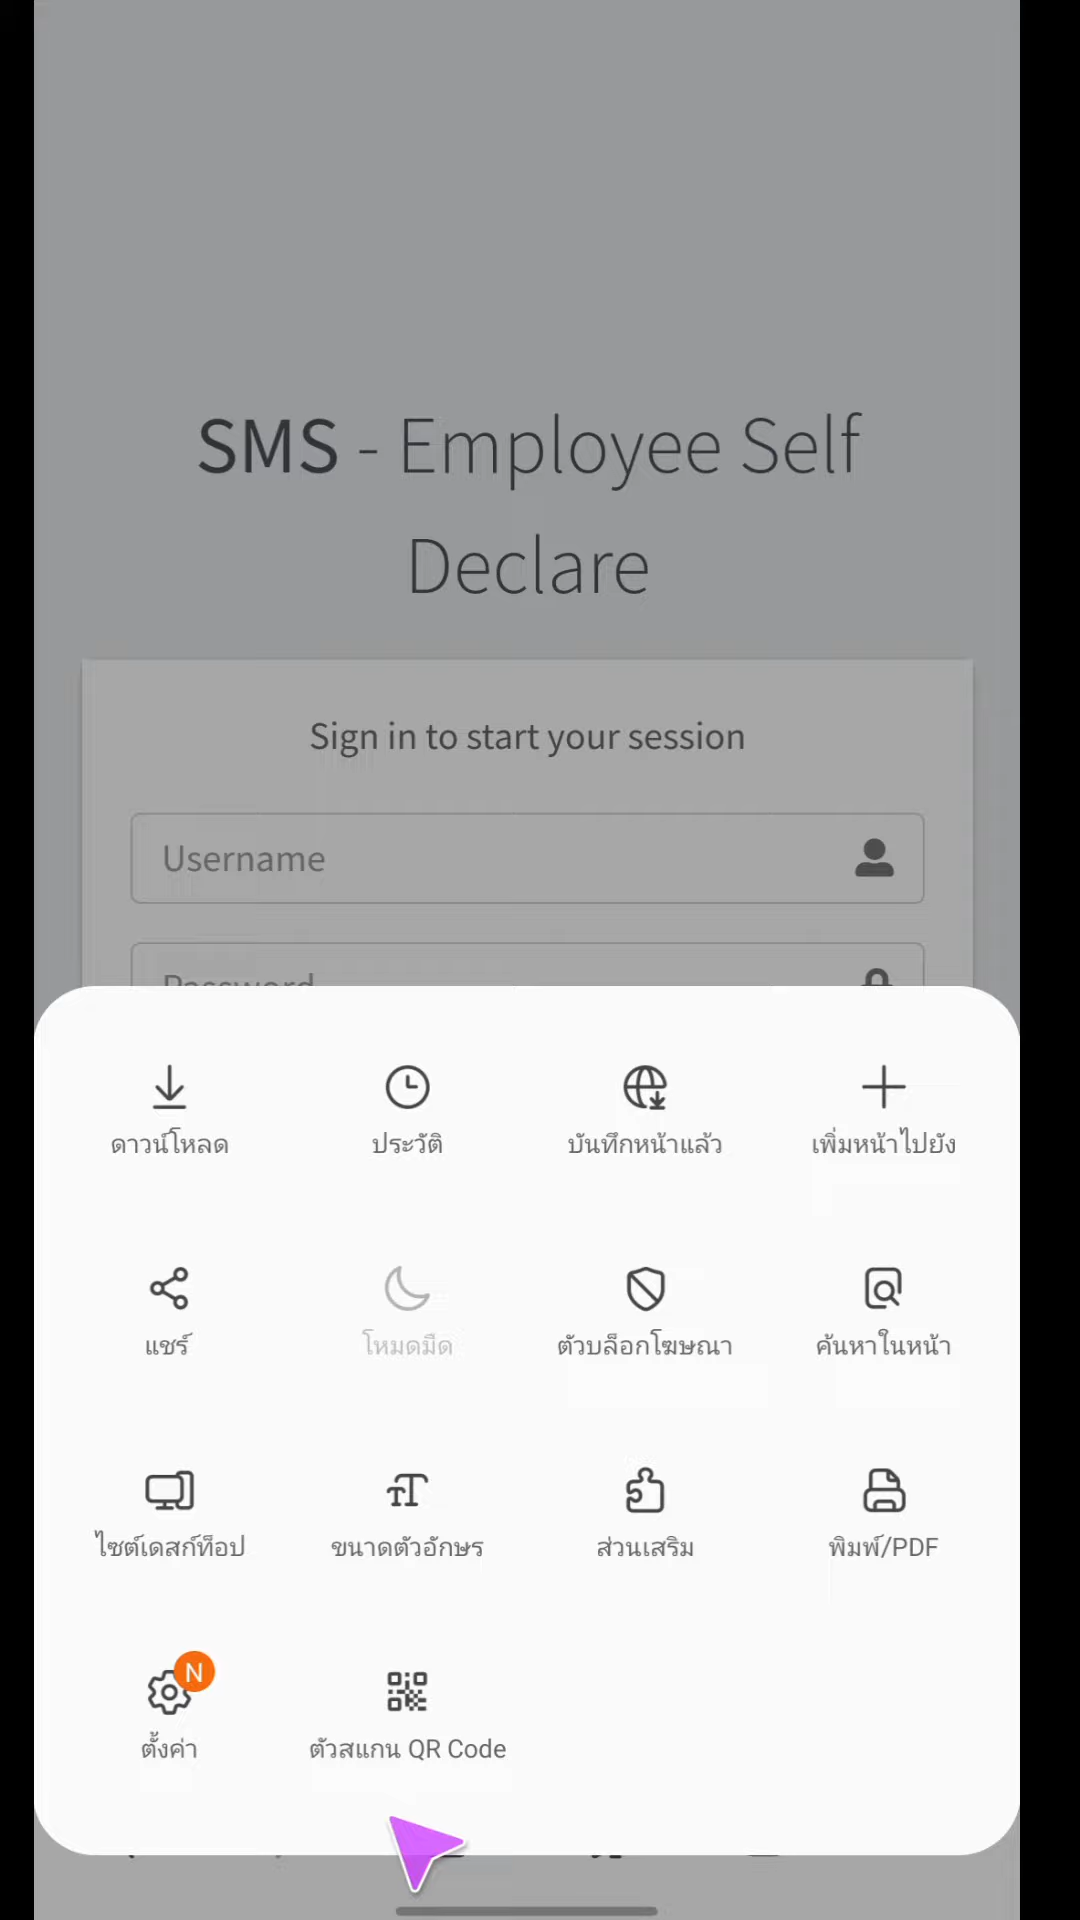 SMS - Employee Self
Declare
Sign in to start your session
Username
Password
ดาวน์โหลด
ประวัติ
บันทึกหน้าแล้ว
เพิ่มหน้าไปยัง
แชร์
โหมดมืด
ตัวบล็อกโฆษณา
ค้นหาในหน้า
ไซต์เดสก์ท็อป
ขนาดตัวอักษร
ส่วนเสริม
พิมพ์/PDF
N
ตั้งค่า
ตัวสแกน QR Code